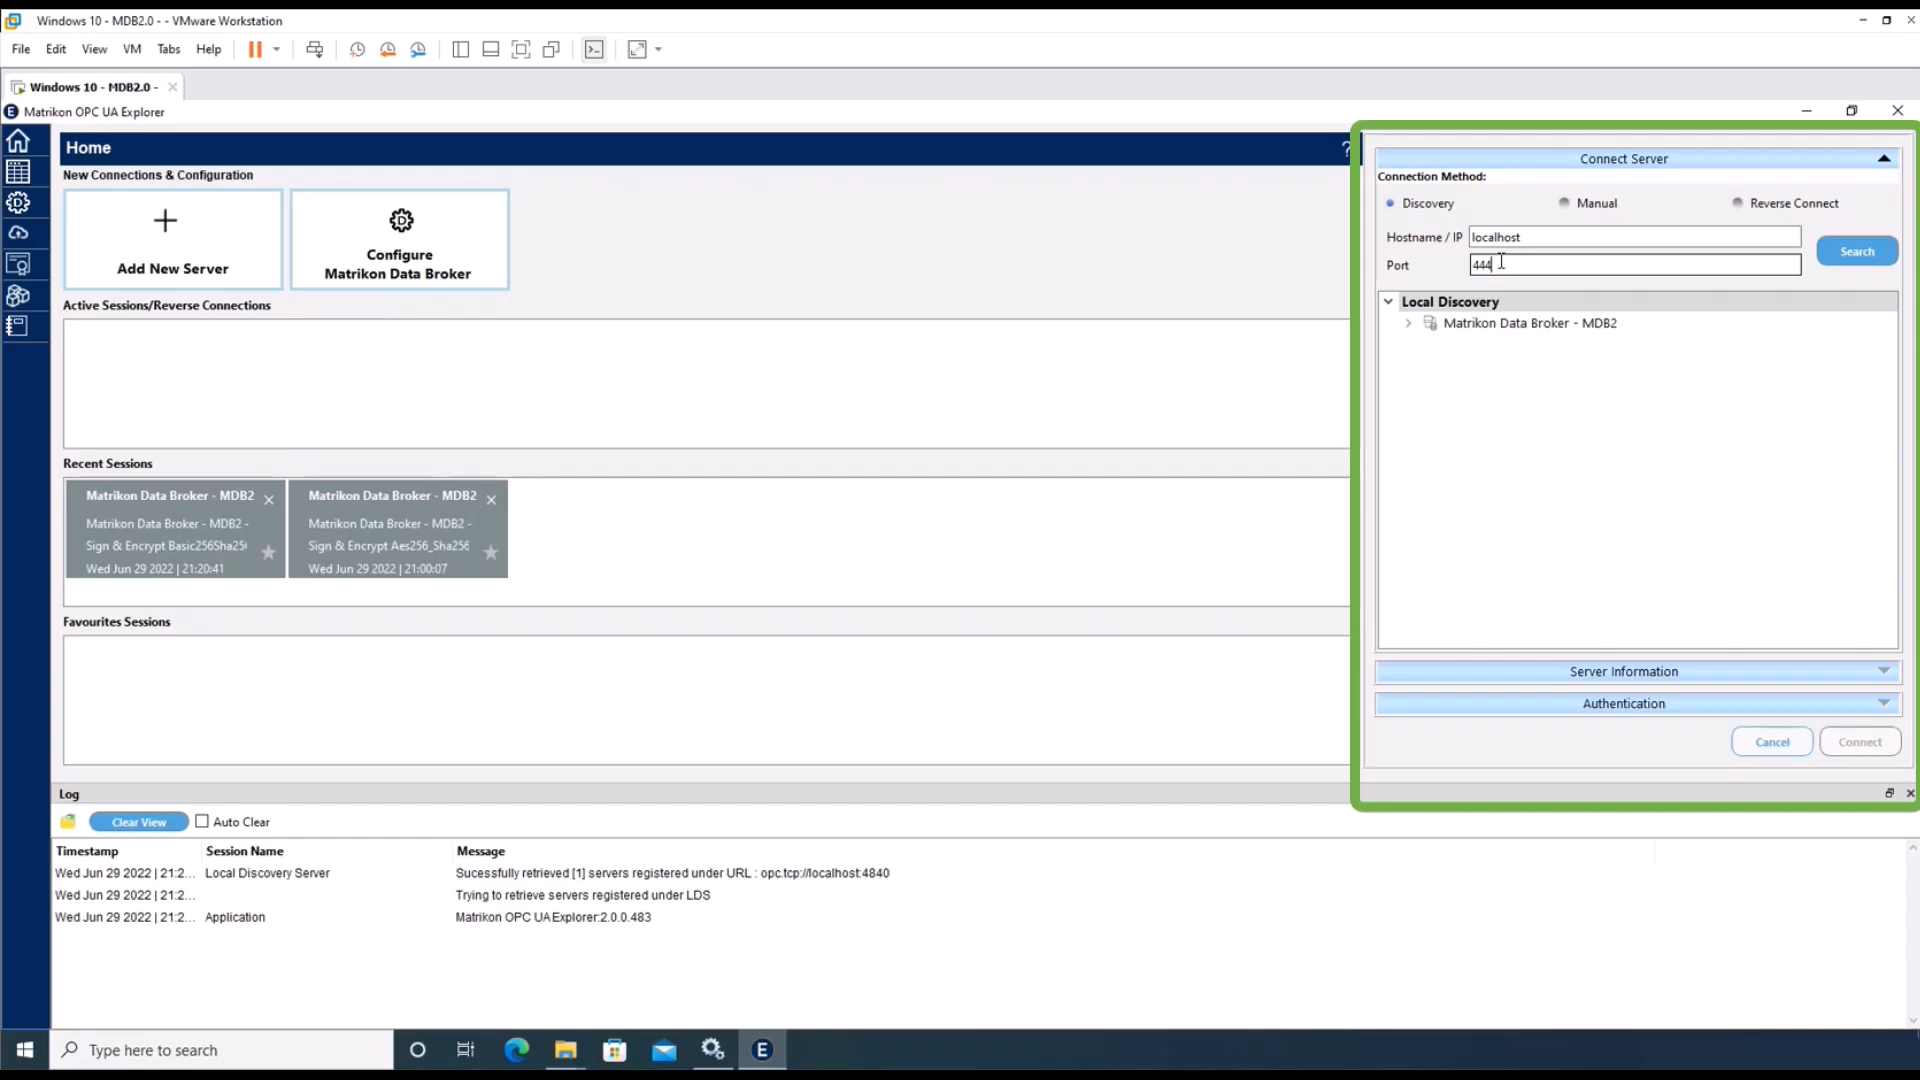 Windows 10 - MDB2.0 - - VMware Workstation
File Edit View VM Tabs Help
Windows 10 - MDB2.0 -
E Matrikon OPC UA Explorer
Home ?
New Connections & Configuration
Add New Server
Configure
Matrikon Data Broker
Active Sessions/Reverse Connections
Recent Sessions
Matrikon Data Broker - MDB2
Matrikon Data Broker - MDB2 -
Sign & Encrypt Basic256Sha25
Wed Jun 29 2022 | 21:20:41
Matrikon Data Broker - MDB2
Matrikon Data Broker - MDB2 -
Sign & Encrypt Aes256_Sha256
Wed Jun 29 2022 | 21:00:07
Favourites Sessions
Connect Server
Connection Method:
Discovery Manual Reverse Connect
Hostname / IP localhost
Search
Port 444
Local Discovery
Matrikon Data Broker - MDB2
Server Information
Authentication
Cancel Connect
Log
Clear View Auto Clear
Timestamp Session Name Message
Wed Jun 29 2022 | 21:2... Local Discovery Server Sucessfully retrieved [1] servers registered under URL : opc.tcp://localhost:4840
Wed Jun 29 2022 | 21:2... Trying to retrieve servers registered under LDS
Wed Jun 29 2022 | 21:2... Application Matrikon OPC UA Explorer:2.0.0.483
Type here to search
E